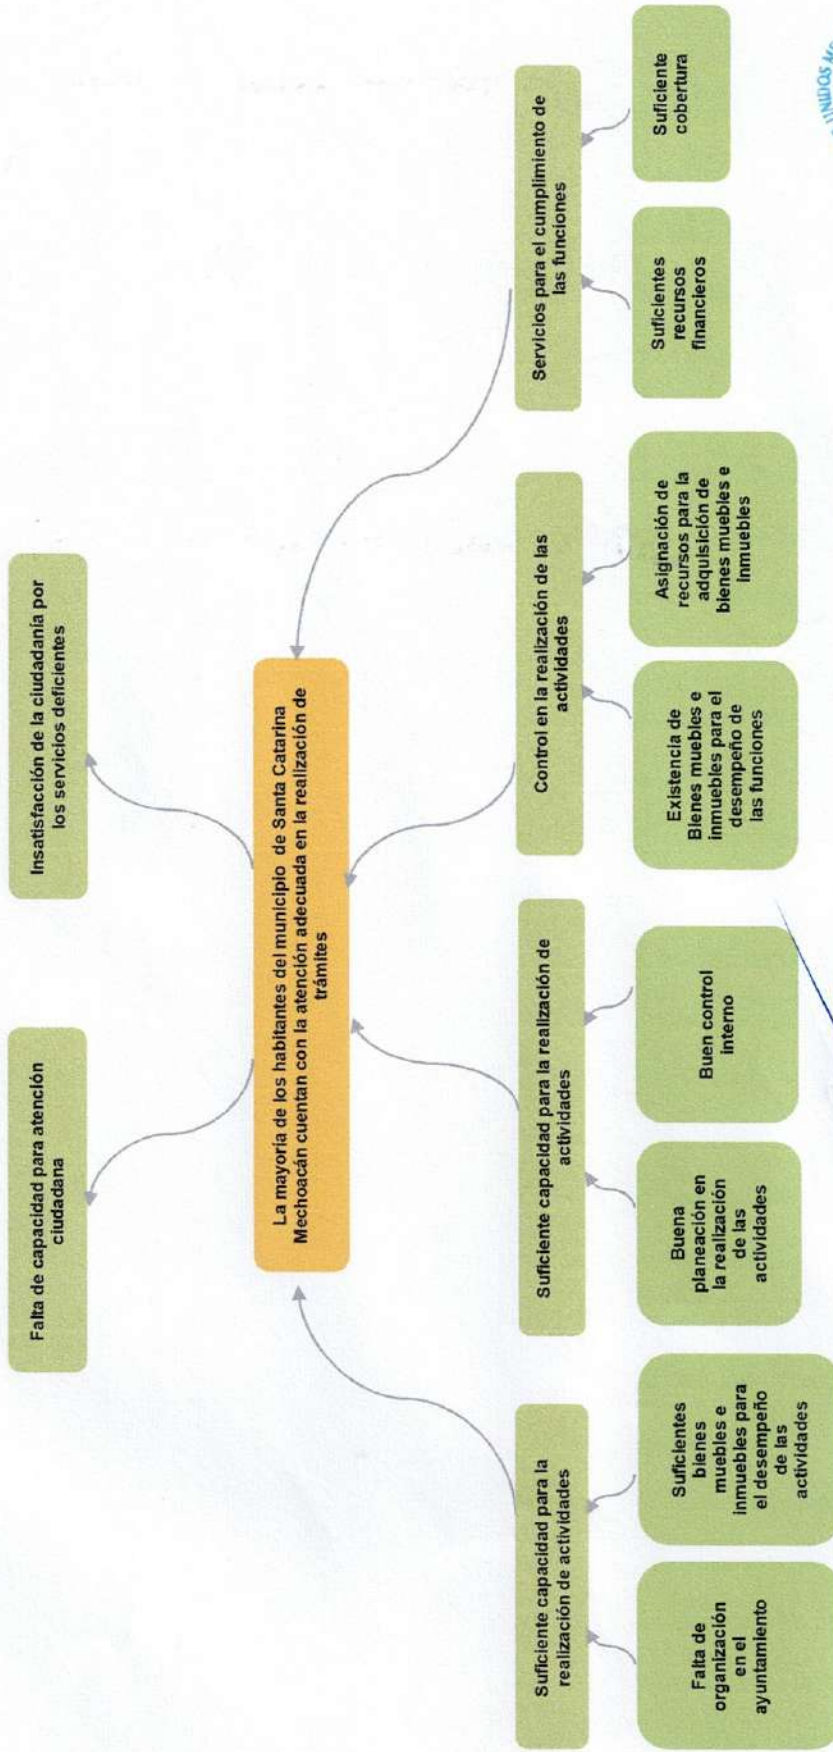 Falta de capacidad para atención
ciudadana
Insatisfacción de la ciudadanía por
los servicios deficientes
La mayoría de los habitantes del municipio de Santa Catarina
Mechoacán cuentan con la atención adecuada en la realización de
trámites
Suficiente capacidad para la
realización de actividades
Suficiente capacidad para la realización de
actividades
Control en la realización de las
actividades
Servicios para el cumplimiento de
las funciones
Falta de
organización
en el
ayuntamiento
Suficientes
bienes
muebles e
inmuebles para
el desempeño
de las
actividades
Buena
planeación en
la realización
de las
actividades
Buen control
interno
Existencia de
Bienes muebles e
inmuebles para el
desempeño de
las funciones
Asignación de
recursos para la
adquisición de
bienes muebles e
inmuebles
Suficientes
recursos
financieros
Suficiente
cobertura
UNIDOS